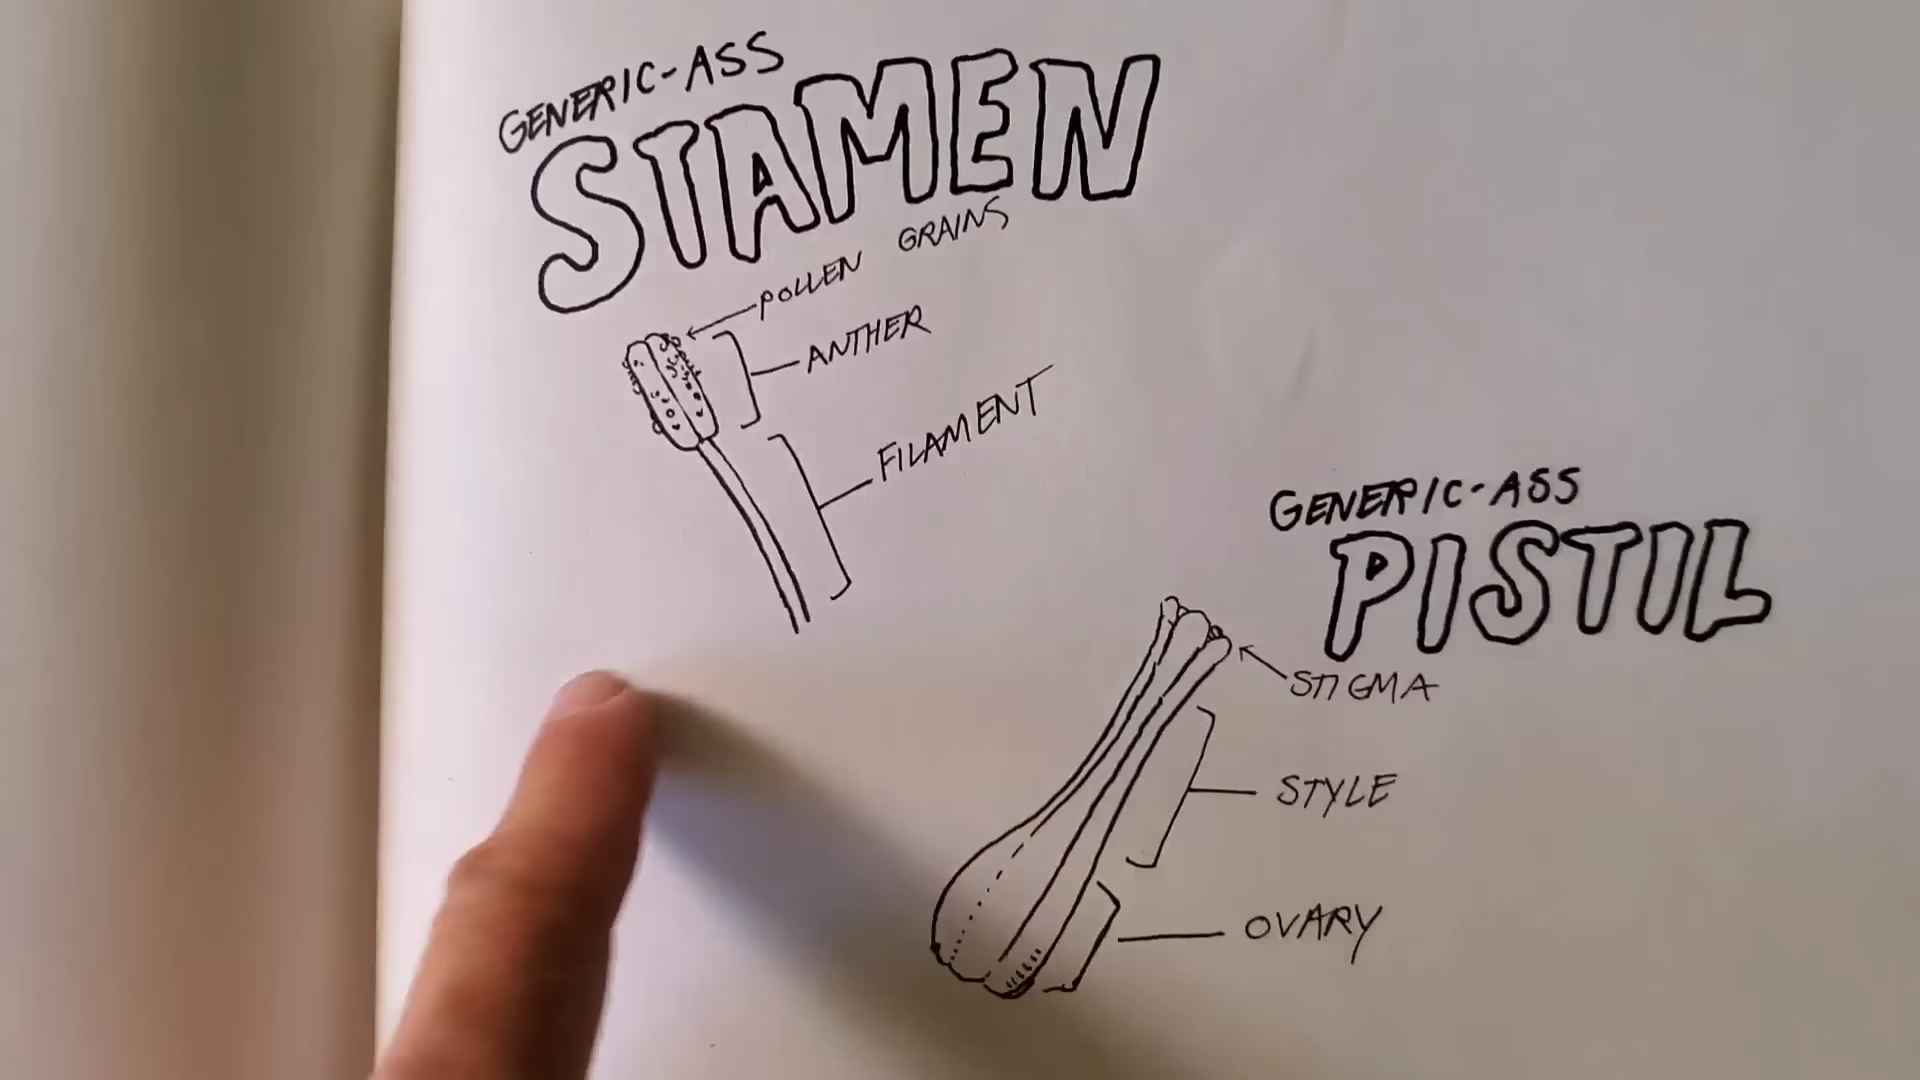 GENERIC-ASS
STAMEN
POLLEN GRAINS
ANTHER
FILAMENT
GENERIC-ASS
PISTIL
STIGMA
STYLE
OVARY